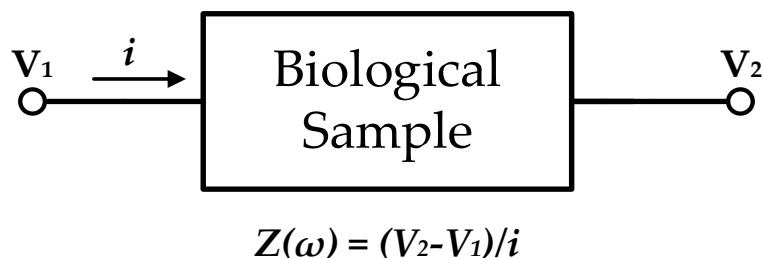 V₁ i V₂
Biological
Sample
Z(ω) = (V₂-V₁)/i